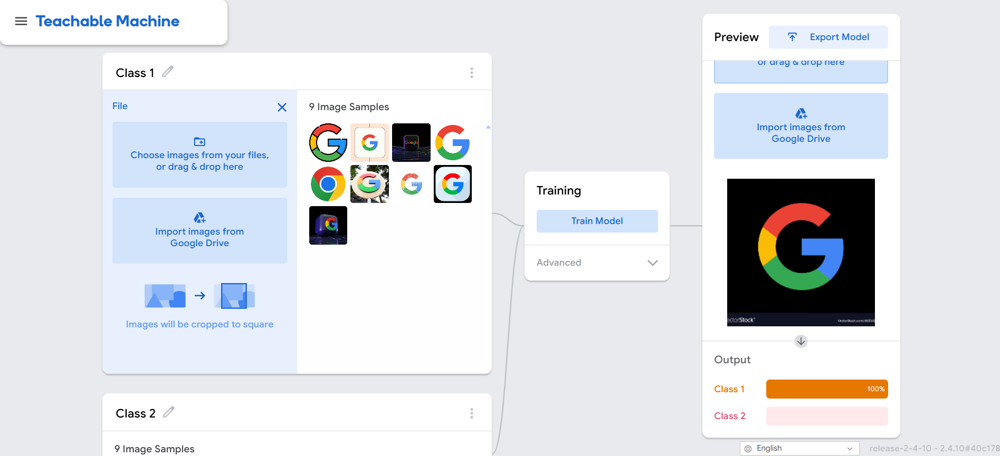 Teachable Machine
Class 1
File
Choose images from your files,
or drag & drop here
Import images from
Google Drive
Images will be cropped to square
9 Image Samples
Google
Class 2
9 Image Samples
Training
Train Model
Advanced
Preview
Export Model
or drag & drop here
Import images from
Google Drive
VectorStock.com/
Output
Class 1
100%
Class 2
English
release-2-4-10 - 2.4.10#40c178